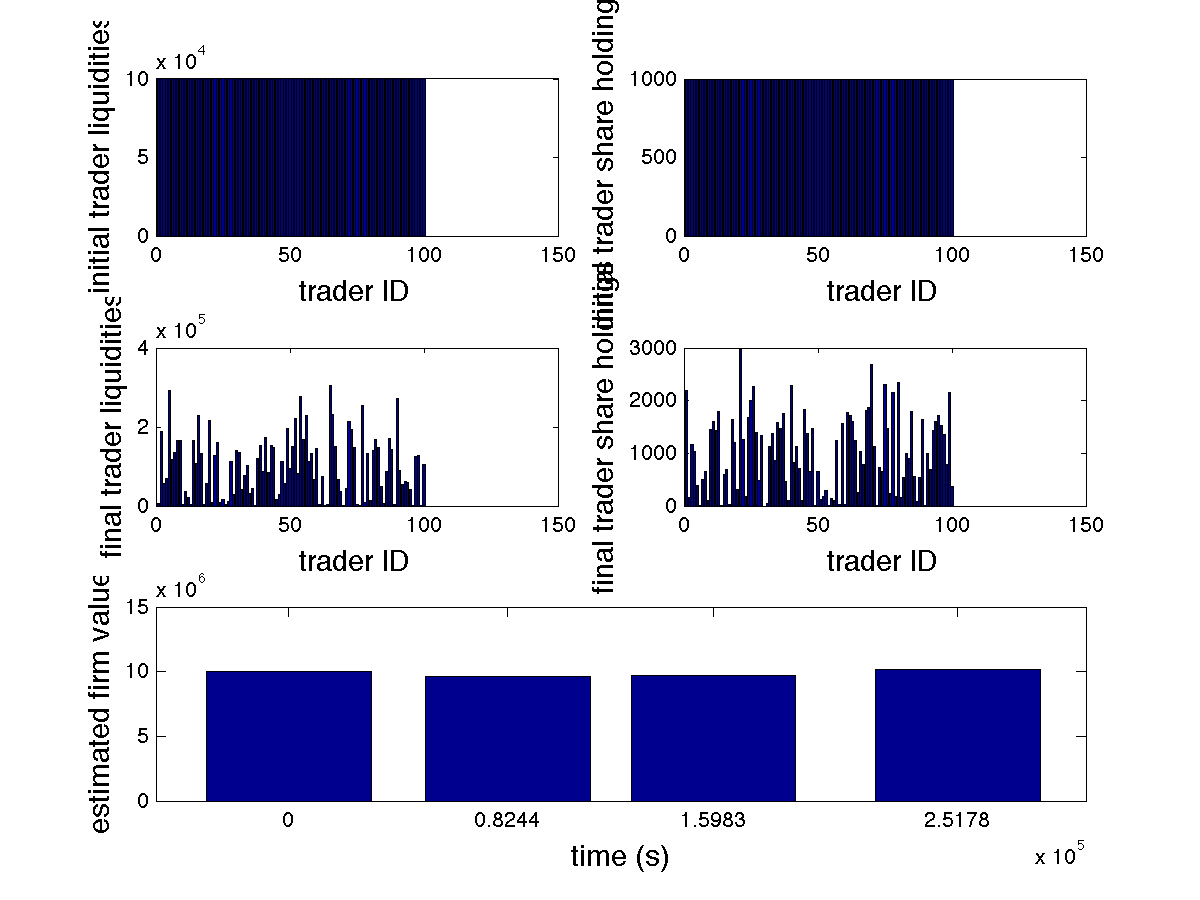 initial trader liquidities
x 10^4
10
5
0
0 50 100 150
trader ID
trader share holding
1000
500
0
0 50 100 150
trader ID
final trader liquidities
x 10^5
4
2
0
0 50 100 150
trader ID
final trader share holdings
3000
2000
1000
0
0 50 100 150
trader ID
estimated firm value
x 10^6
15
10
5
0
0 0.8244 1.5983 2.5178
time (s)
x 10^5